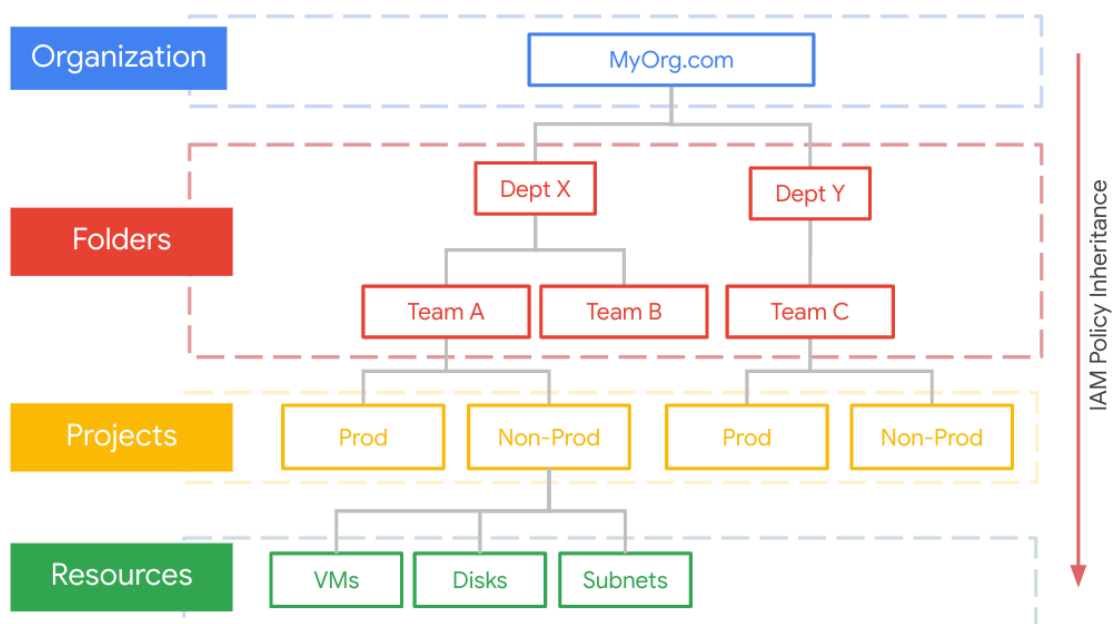 Organization
MyOrg.com
Folders
Dept X
Dept Y
Team A
Team B
Team C
Projects
Prod
Non-Prod
Prod
Non-Prod
Resources
VMs
Disks
Subnets
IAM Policy Inheritance